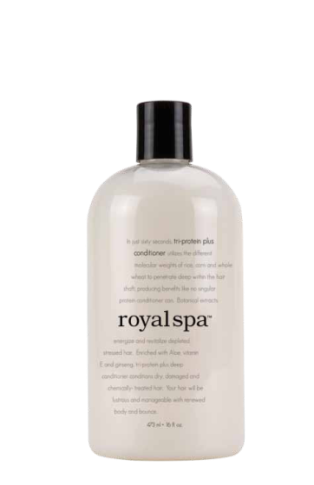 In just sixty seconds, tri-protein plus
conditioner utilizes the different
molecular weights of rice, corn and whole
wheat to penetrate deep within the hair
shaft, producing benefits like no singular
protein conditioner can. Botanical extracts
royalspa™
energize and revitalize depleted,
stressed hair. Enriched with Aloe, vitamin
E and ginseng, tri-protein plus deep
conditioner conditions dry, damaged and
chemically treated hair. Your hair will be
lustrous and manageable with renewed
body and bounce.
473 ml · 16 fl. oz.